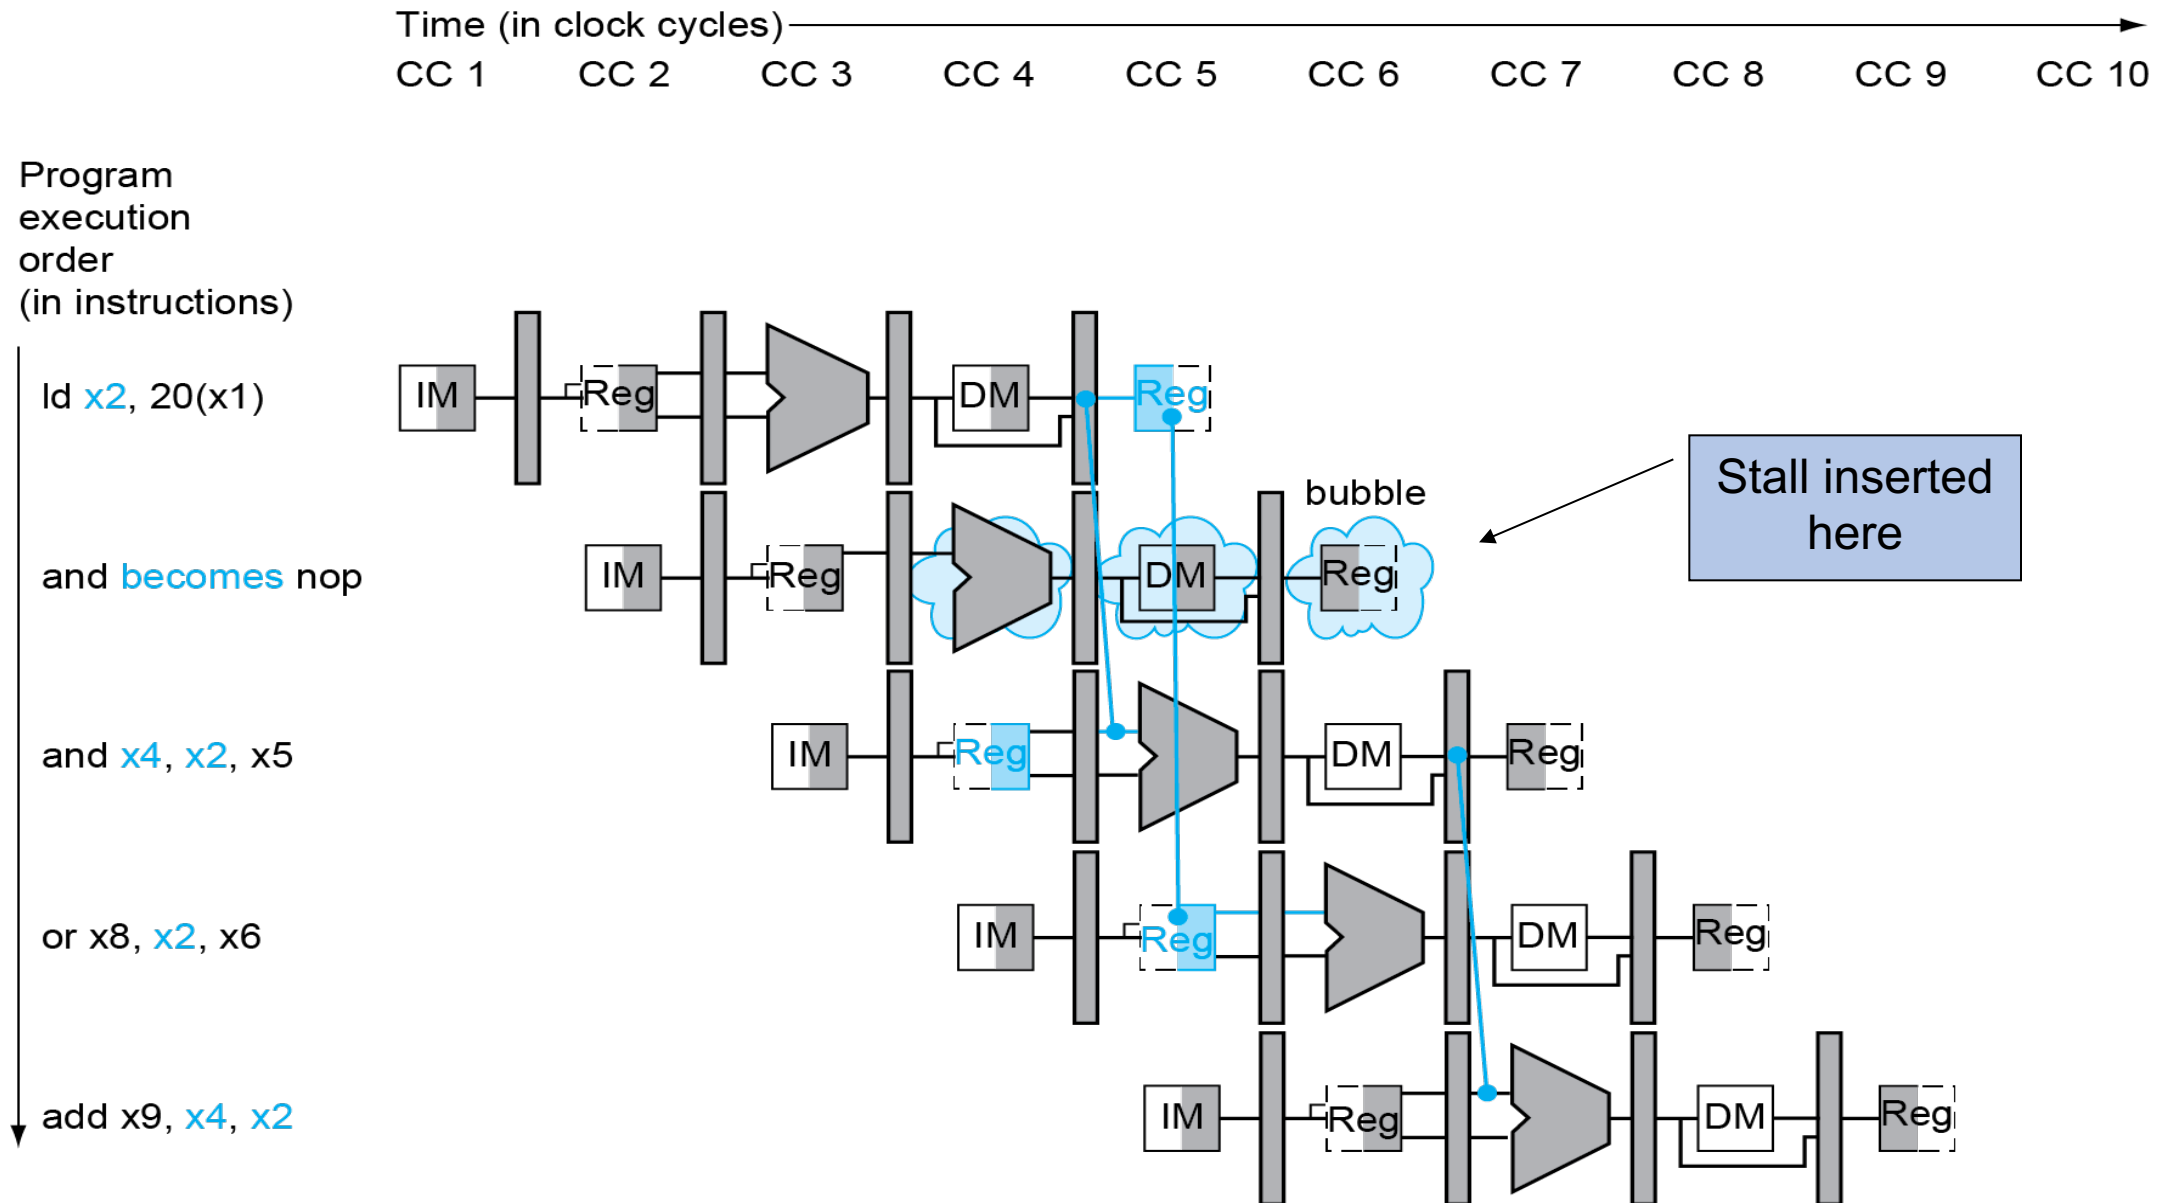 Time (in clock cycles)
CC 1 CC 2 CC 3 CC 4 CC 5 CC 6 CC 7 CC 8 CC 9 CC 10
Program
execution
order
(in instructions)
ld x2, 20(x1)
IM Reg DM Reg
Stall inserted
here
bubble
and becomes nop
IM Reg DM Reg
and x4, x2, x5
IM Reg DM Reg
or x8, x2, x6
IM Reg DM Reg
add x9, x4, x2
IM Reg DM Reg